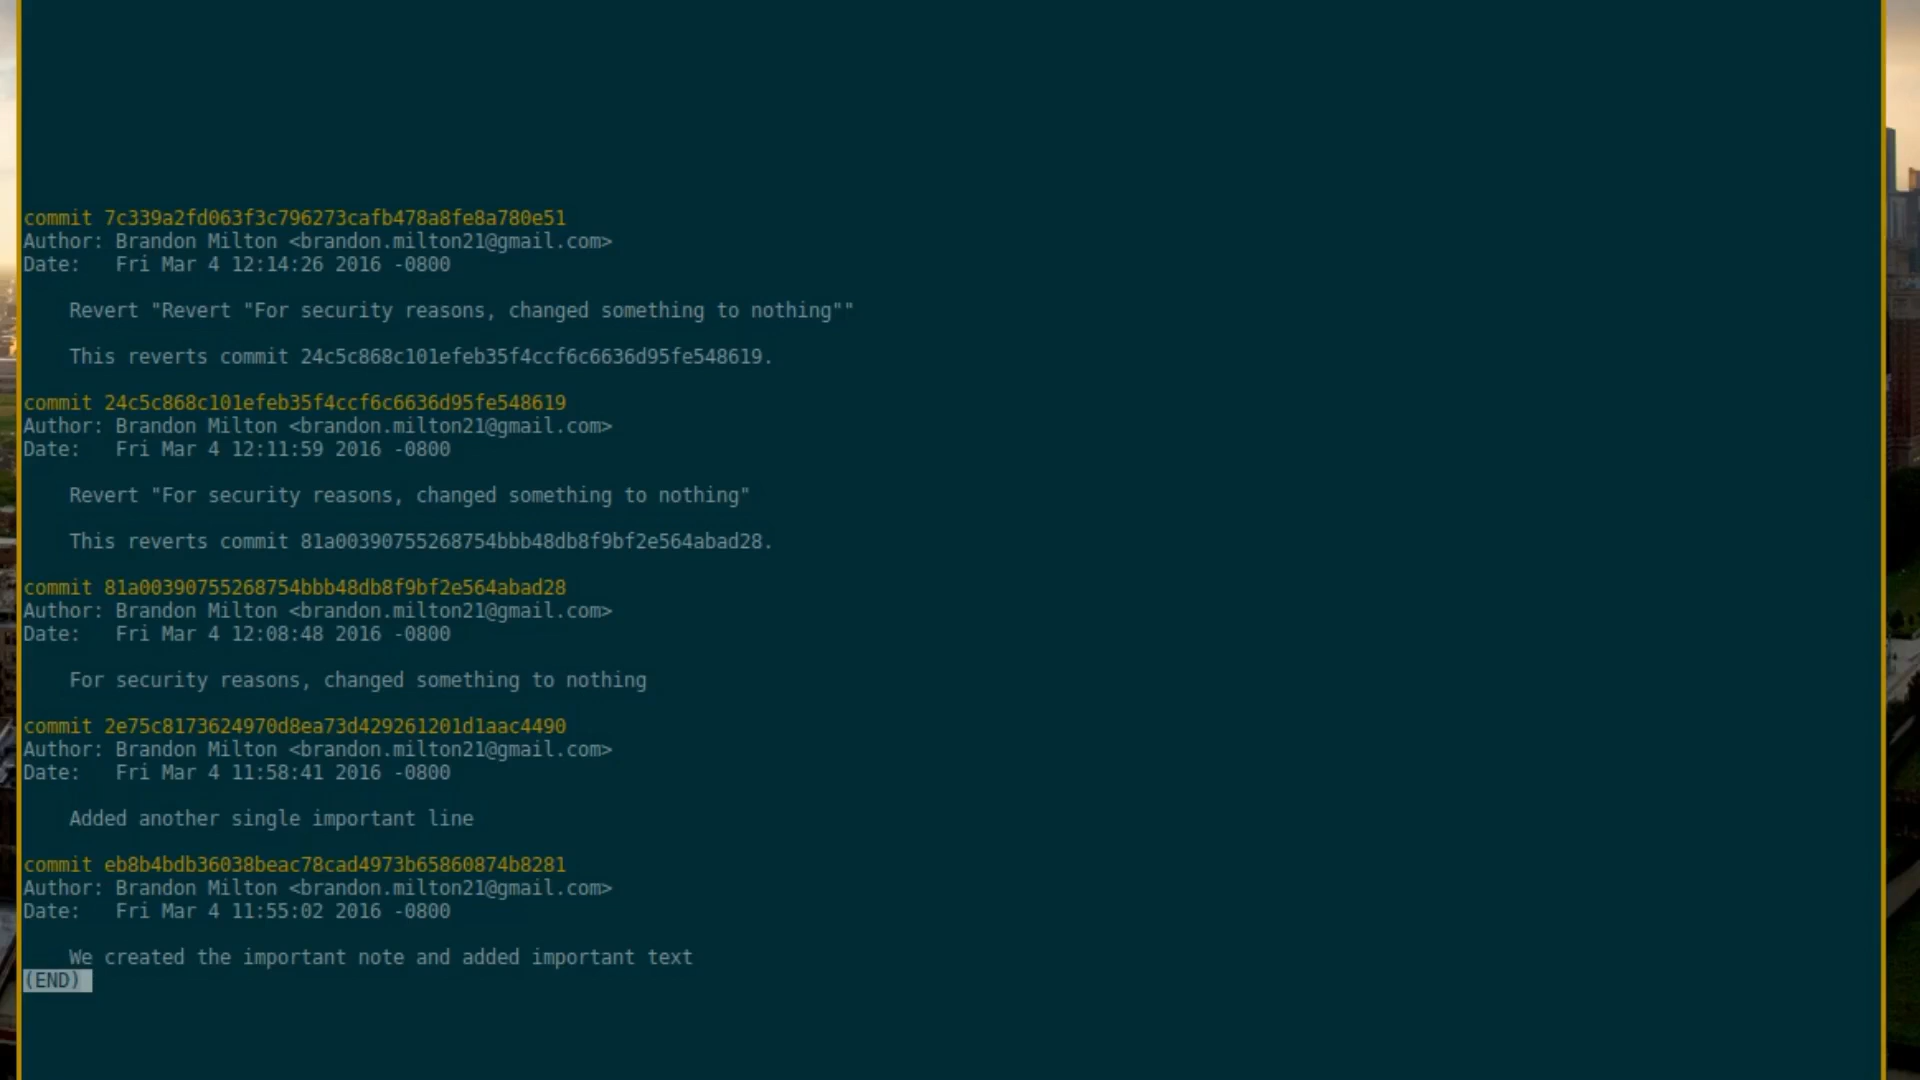 commit 7c339a2fd063f3c796273cafb478a8fe8a780e51
Author: Brandon Milton <brandon.milton21@gmail.com>
Date:   Fri Mar 4 12:14:26 2016 -0800
    Revert "Revert "For security reasons, changed something to nothing""
    This reverts commit 24c5c868c101efeb35f4ccf6c6636d95fe548619.
commit 24c5c868c101efeb35f4ccf6c6636d95fe548619
Author: Brandon Milton <brandon.milton21@gmail.com>
Date:   Fri Mar 4 12:11:59 2016 -0800
    Revert "For security reasons, changed something to nothing"
    This reverts commit 81a00390755268754bbb48db8f9bf2e564abad28.
commit 81a00390755268754bbb48db8f9bf2e564abad28
Author: Brandon Milton <brandon.milton21@gmail.com>
Date:   Fri Mar 4 12:08:48 2016 -0800
    For security reasons, changed something to nothing
commit 2e75c8173624970d8ea73d429261201d1aac4490
Author: Brandon Milton <brandon.milton21@gmail.com>
Date:   Fri Mar 4 11:58:41 2016 -0800
    Added another single important line
commit eb8b4bdb36038beac78cad4973b65860874b8281
Author: Brandon Milton <brandon.milton21@gmail.com>
Date:   Fri Mar 4 11:55:02 2016 -0800
    We created the important note and added important text
(END)